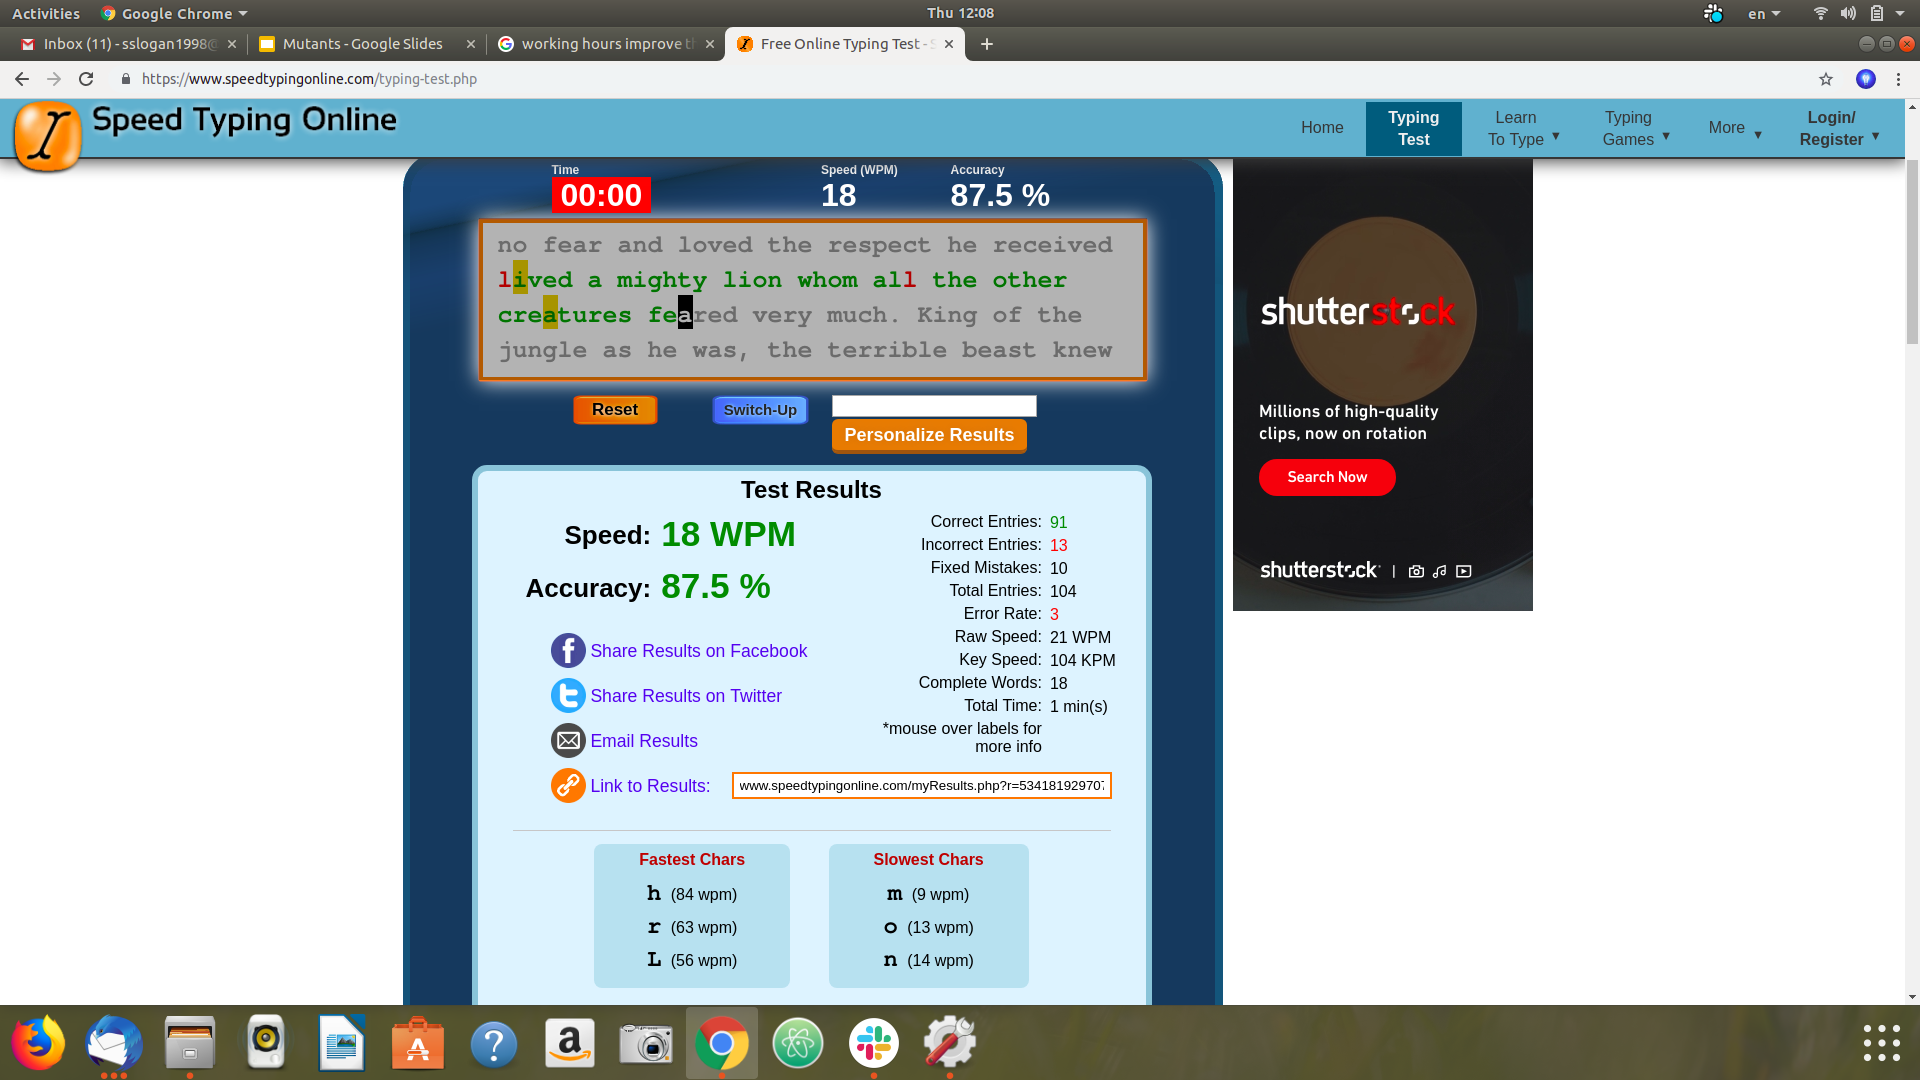 Activities
Google Chrome
Thu 12:08
en
Inbox (11) - sslogan1998@
Mutants - Google Slides
working hours improve th
Free Online Typing Test - S
https://www.speedtypingonline.com/typing-test.php
Speed Typing Online
Home
Typing
Test
Learn
To Type
Typing
Games
More
Login/
Register
Time
00:00
Speed (WPM)
18
Accuracy
87.5 %
no fear and loved the respect he received
lived a mighty lion whom all the other
creatures feared very much. King of the
jungle as he was, the terrible beast knew
Reset
Switch-Up
Personalize Results
Test Results
Speed: 18 WPM
Accuracy: 87.5 %
Share Results on Facebook
Share Results on Twitter
Email Results
Link to Results: www.speedtypingonline.com/myResults.php?r=534181929707
Correct Entries: 91
Incorrect Entries: 13
Fixed Mistakes: 10
Total Entries: 104
Error Rate: 3
Raw Speed: 21 WPM
Key Speed: 104 KPM
Complete Words: 18
Total Time: 1 min(s)
*mouse over labels for
more info
Fastest Chars
h (84 wpm)
r (63 wpm)
L (56 wpm)
Slowest Chars
m (9 wpm)
o (13 wpm)
n (14 wpm)
shutterstock
Millions of high-quality
clips, now on rotation
Search Now
shutterstock